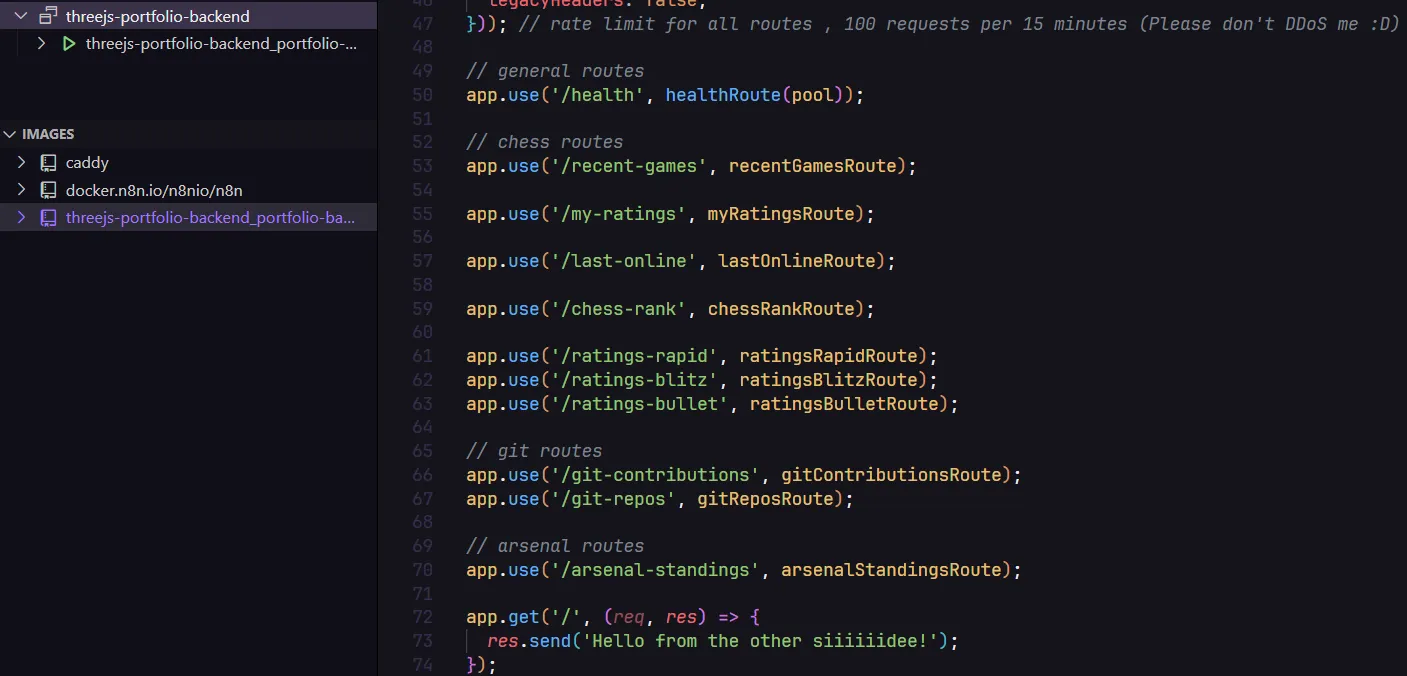 threejs-portfolio-backend
threejs-portfolio-backend_portfolio-...
IMAGES
caddy
docker.n8n.io/n8nio/n8n
threejs-portfolio-backend_portfolio-ba...
46 legacyHeaders: false,
47 })); // rate limit for all routes , 100 requests per 15 minutes (Please don't DDoS me :D)
48
49 // general routes
50 app.use('/health', healthRoute(pool));
51
52 // chess routes
53 app.use('/recent-games', recentGamesRoute);
54
55 app.use('/my-ratings', myRatingsRoute);
56
57 app.use('/last-online', lastOnlineRoute);
58
59 app.use('/chess-rank', chessRankRoute);
60
61 app.use('/ratings-rapid', ratingsRapidRoute);
62 app.use('/ratings-blitz', ratingsBlitzRoute);
63 app.use('/ratings-bullet', ratingsBulletRoute);
64
65 // git routes
66 app.use('/git-contributions', gitContributionsRoute);
67 app.use('/git-repos', gitReposRoute);
68
69 // arsenal routes
70 app.use('/arsenal-standings', arsenalStandingsRoute);
71
72 app.get('/', (req, res) => {
73 res.send('Hello from the other siiiiiidee!');
74 });